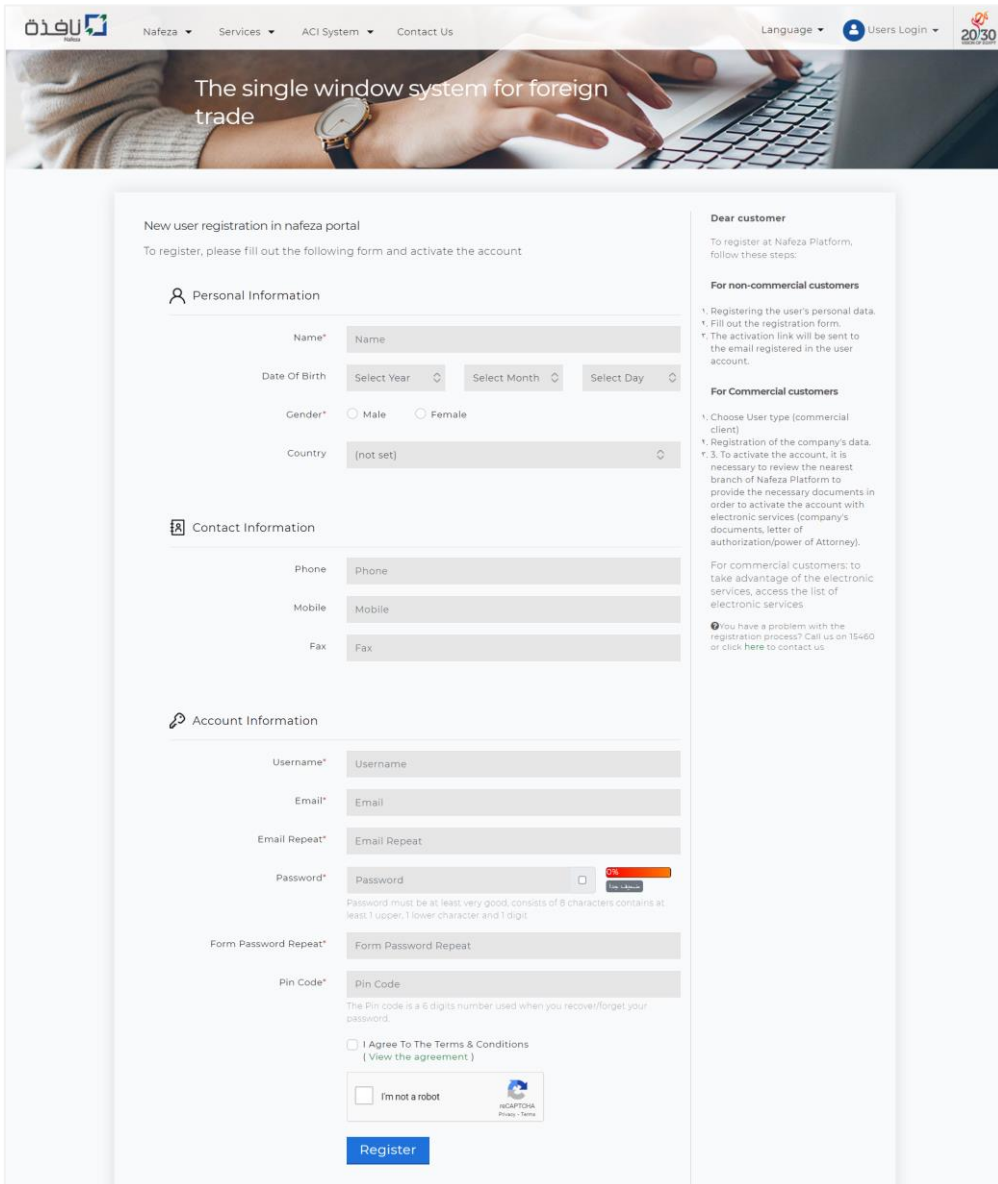 نافذة
Nafeza
Nafeza
Services
ACI System
Contact Us
Language
Users Login
20/30
VISION OF EGYPT
The single window system for foreign
trade
New user registration in nafeza portal
To register, please fill out the following form and activate the account
Personal Information
Name*
Name
Date Of Birth
Select Year
Select Month
Select Day
Gender*
Male
Female
Country
(not set)
Contact Information
Phone
Phone
Mobile
Mobile
Fax
Fax
Account Information
Username*
Username
Email*
Email
Email Repeat*
Email Repeat
Password*
Password
0%
ضعيف جدا
Password must be at least very good, consists of 8 characters contains at
least 1 upper, 1 lower character and 1 digit
Form Password Repeat*
Form Password Repeat
Pin Code*
Pin Code
The Pin code is a 6 digits number used when you recover/forget your
password.
I Agree To The Terms & Conditions
( View the agreement )
I'm not a robot
reCAPTCHA
Privacy - Terms
Register
Dear customer
To register at Nafeza Platform,
follow these steps:
For non-commercial customers
١. Registering the user's personal data.
٢. Fill out the registration form.
٣. The activation link will be sent to
the email registered in the user
account.
For Commercial customers
١. Choose User type (commercial
client)
٢. Registration of the company's data.
٣. 3. To activate the account, it is
necessary to review the nearest
branch of Nafeza Platform to
provide the necessary documents in
order to activate the account with
electronic services (company's
documents, letter of
authorization/power of Attorney).
For commercial customers: to
take advantage of the electronic
services, access the list of
electronic services
You have a problem with the
registration process? Call us on 15460
or click here to contact us